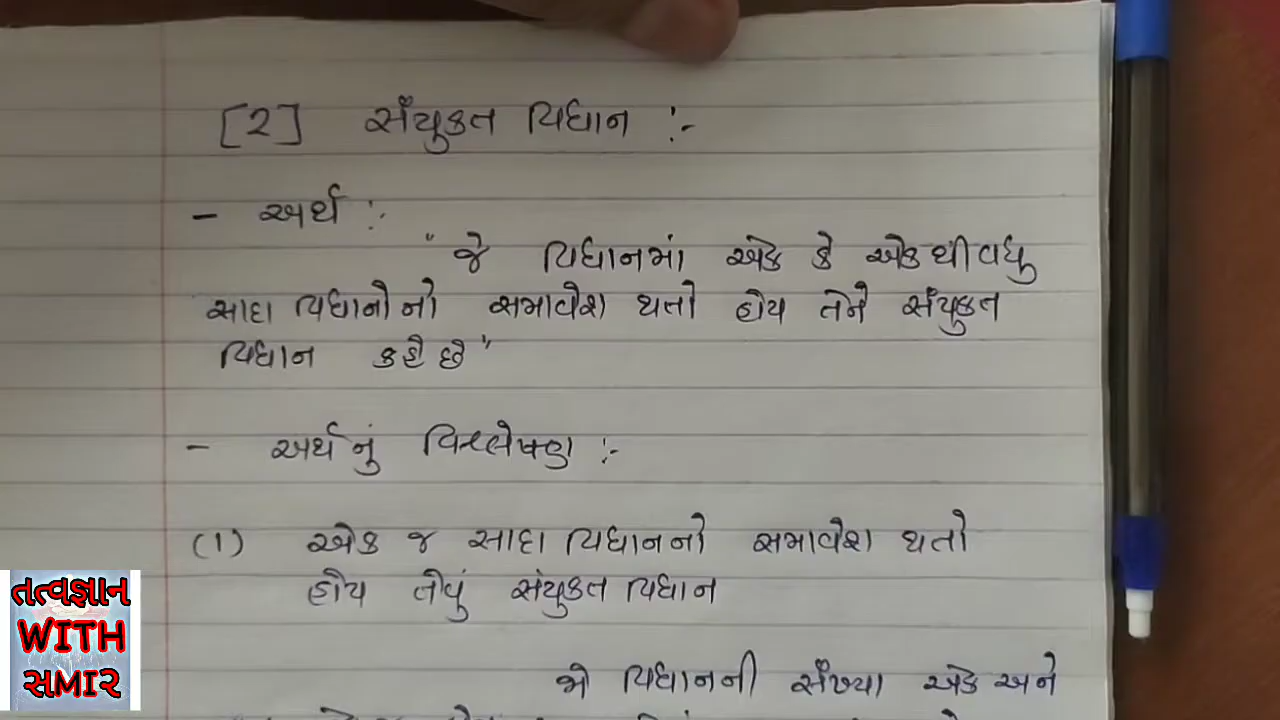 [2] સંયુક્ત વિધાન :-
- અર્થ :-
"જે વિધાનમાં એક કે એકથી વધુ
સાદા વિધાનોનો સમાવેશ થતો હોય તેને સંયુક્ત
વિધાન કહે છે"
- અર્થનું વિશ્લેષણ :-
(1) એક જ સાદા વિધાનનો સમાવેશ થતો
હોય તેવું સંયુક્ત વિધાન
જો વિધાનની સંખ્યા એક અને
તત્વજ્ઞાન
WITH
સમીર